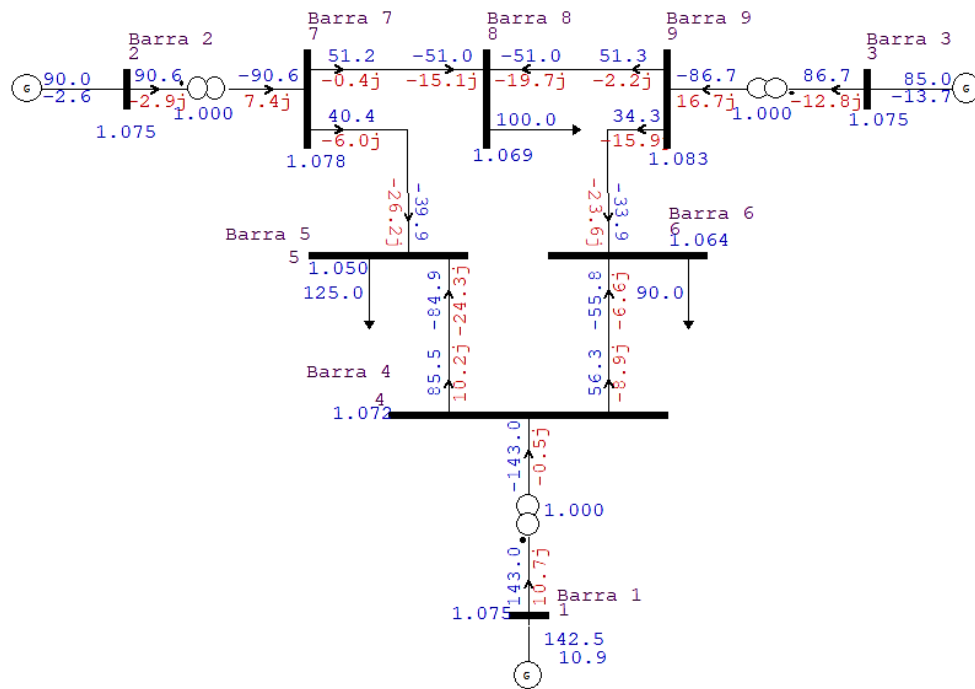 Barra 2
2
G
90.0
-2.6
90.6
-2.9j
1.075
1.000
-90.6
7.4j
Barra 7
7
51.2
-0.4j
40.4
-6.0j
1.078
-51.0
-15.1j
Barra 8
8
-51.0
-19.7j
100.0
1.069
Barra 9
9
51.3
-2.2j
34.3
-15.9j
1.083
-86.7
16.7j
1.000
86.7
-12.8j
Barra 3
3
85.0
-13.7
G
1.075
-26.2j
-39.9
-23.6j
-33.9
Barra 5
5
1.050
125.0
Barra 6
6
1.064
90.0
-84.9
-24.3j
-55.8
-6.6j
85.5
10.2j
56.3
-8.9j
Barra 4
4
1.072
-143.0
-0.5j
1.000
143.0
10.7j
Barra 1
1
1.075
142.5
10.9
G